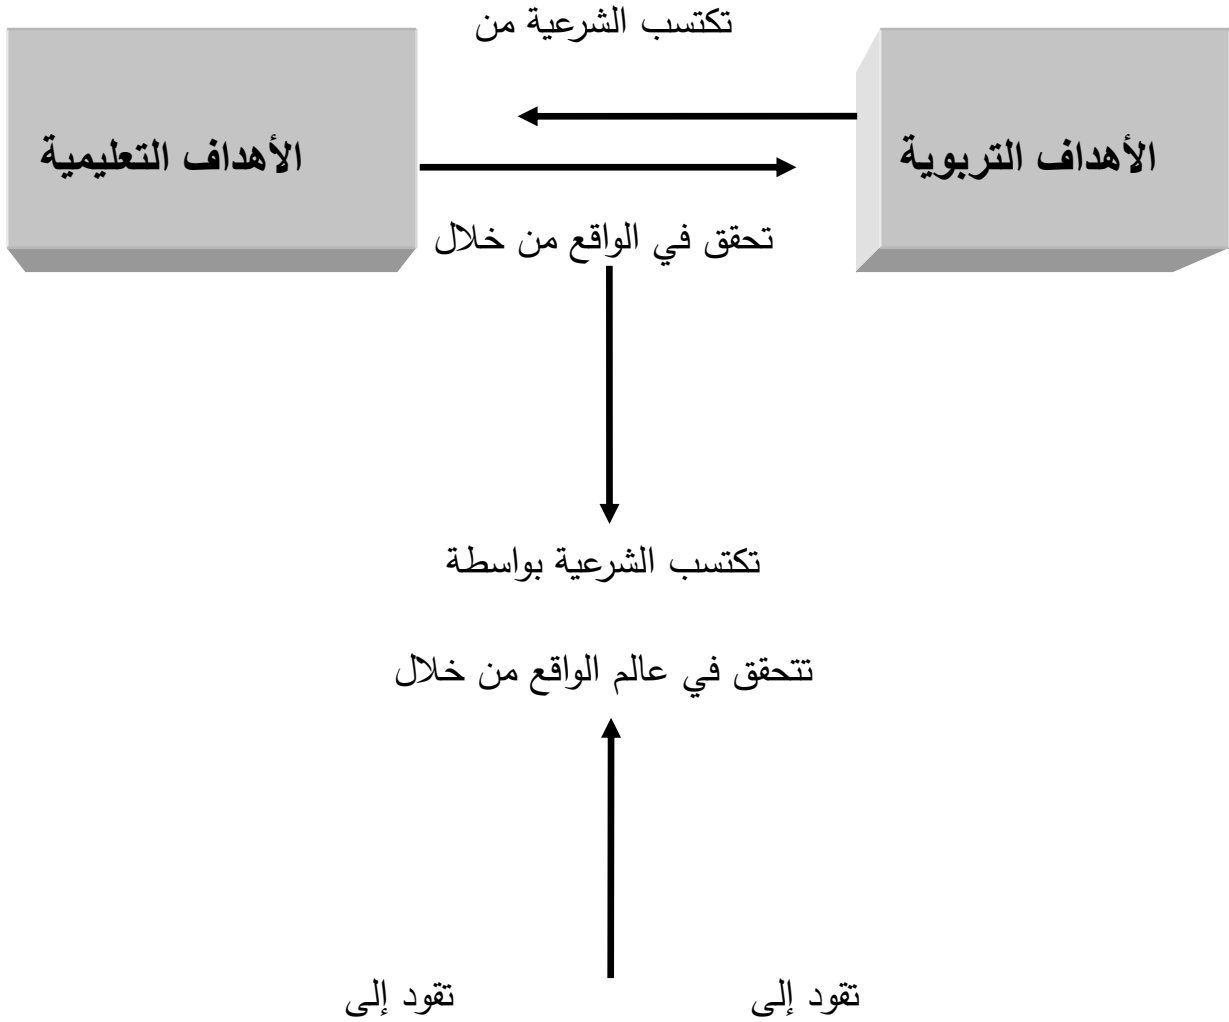 تكتسب الشرعية من
الأهداف التربوية
الأهداف التعليمية
تحقق في الواقع من خلال
تكتسب الشرعية بواسطة
تتحقق في عالم الواقع من خلال
تقود إلى
تقود إلى